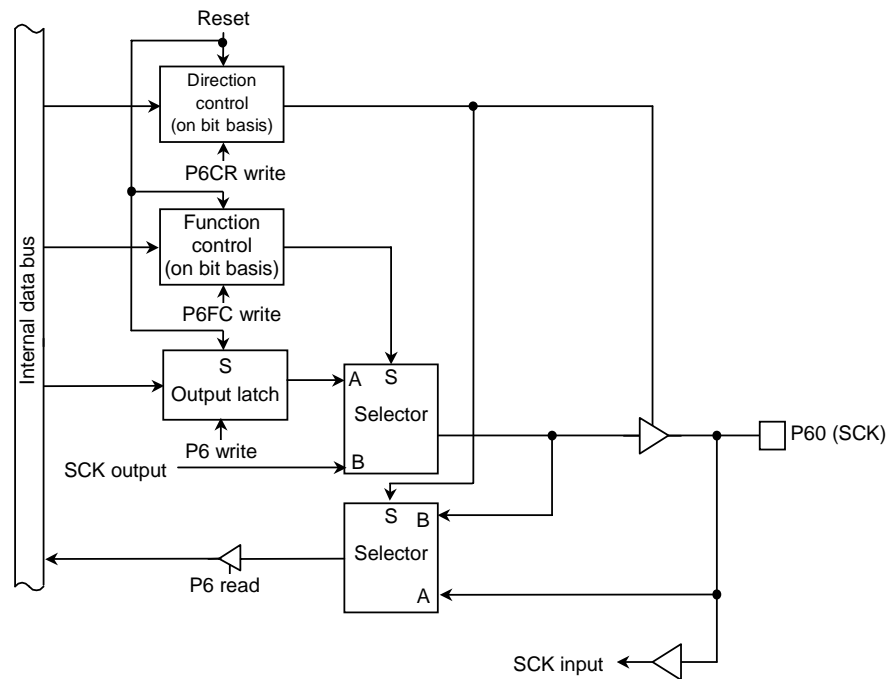 Reset
Direction
control
(on bit basis)
P6CR write
Function
control
(on bit basis)
P6FC write
Internal data bus
S
Output latch
P6 write
A
S
Selector
B
SCK output
P60 (SCK)
S
B
Selector
A
P6 read
SCK input